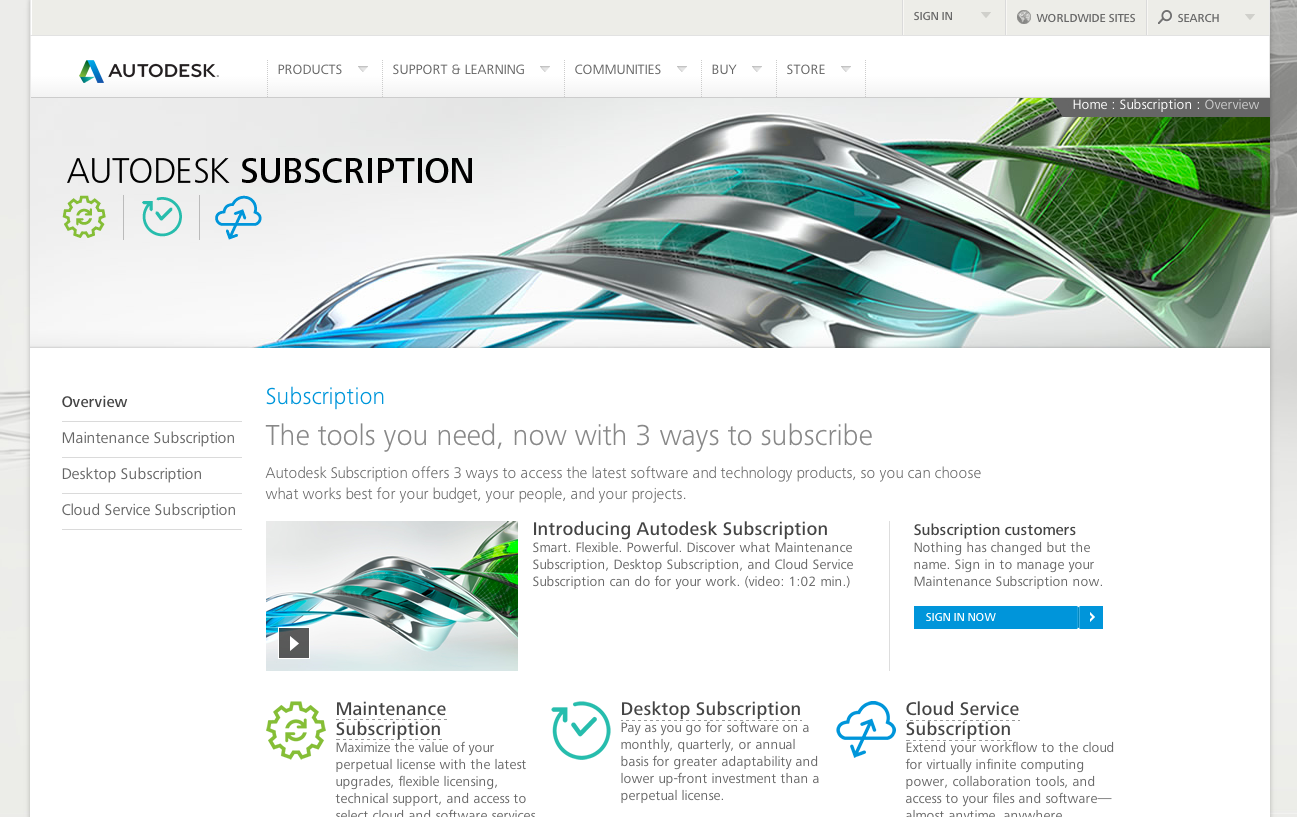 SIGN IN
WORLDWIDE SITES
SEARCH
AUTODESK.
PRODUCTS
SUPPORT & LEARNING
COMMUNITIES
BUY
STORE
Home : Subscription : Overview
AUTODESK SUBSCRIPTION
Overview
Maintenance Subscription
Desktop Subscription
Cloud Service Subscription
Subscription
The tools you need, now with 3 ways to subscribe
Autodesk Subscription offers 3 ways to access the latest software and technology products, so you can choose
what works best for your budget, your people, and your projects.
Introducing Autodesk Subscription
Smart. Flexible. Powerful. Discover what Maintenance
Subscription, Desktop Subscription, and Cloud Service
Subscription can do for your work. (video: 1:02 min.)
Subscription customers
Nothing has changed but the
name. Sign in to manage your
Maintenance Subscription now.
SIGN IN NOW
Maintenance
Subscription
Maximize the value of your
perpetual license with the latest
upgrades, flexible licensing,
technical support, and access to
select cloud and software services
Desktop Subscription
Pay as you go for software on a
monthly, quarterly, or annual
basis for greater adaptability and
lower up-front investment than a
perpetual license.
Cloud Service
Subscription
Extend your workflow to the cloud
for virtually infinite computing
power, collaboration tools, and
access to your files and software—
almost anytime, anywhere.